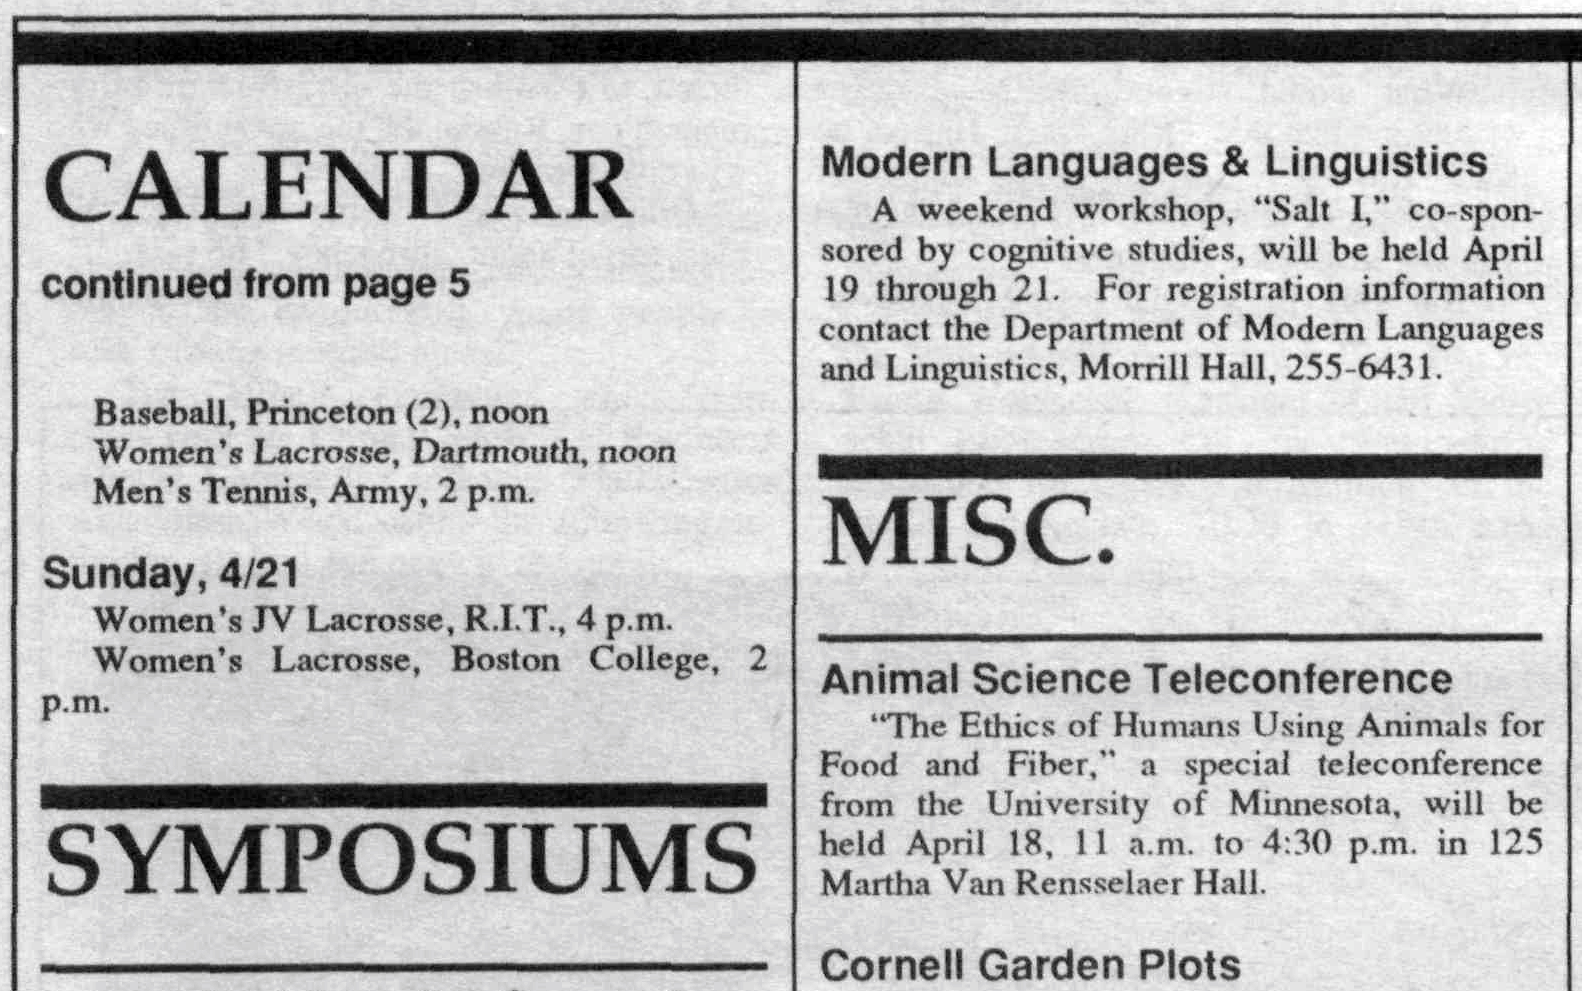 CALENDAR
continued from page 5
Baseball, Princeton (2), noon
Women's Lacrosse, Dartmouth, noon
Men's Tennis, Army, 2 p.m.
Sunday, 4/21
Women's JV Lacrosse, R.I.T., 4 p.m.
Women's Lacrosse, Boston College, 2
p.m.
SYMPOSIUMS
Modern Languages & Linguistics
A weekend workshop, “Salt I,” co-spon-
sored by cognitive studies, will be held April
19 through 21. For registration information
contact the Department of Modern Languages
and Linguistics, Morrill Hall, 255-6431.
MISC.
Animal Science Teleconference
“The Ethics of Humans Using Animals for
Food and Fiber,” a special teleconference
from the University of Minnesota, will be
held April 18, 11 a.m. to 4:30 p.m. in 125
Martha Van Rensselaer Hall.
Cornell Garden Plots